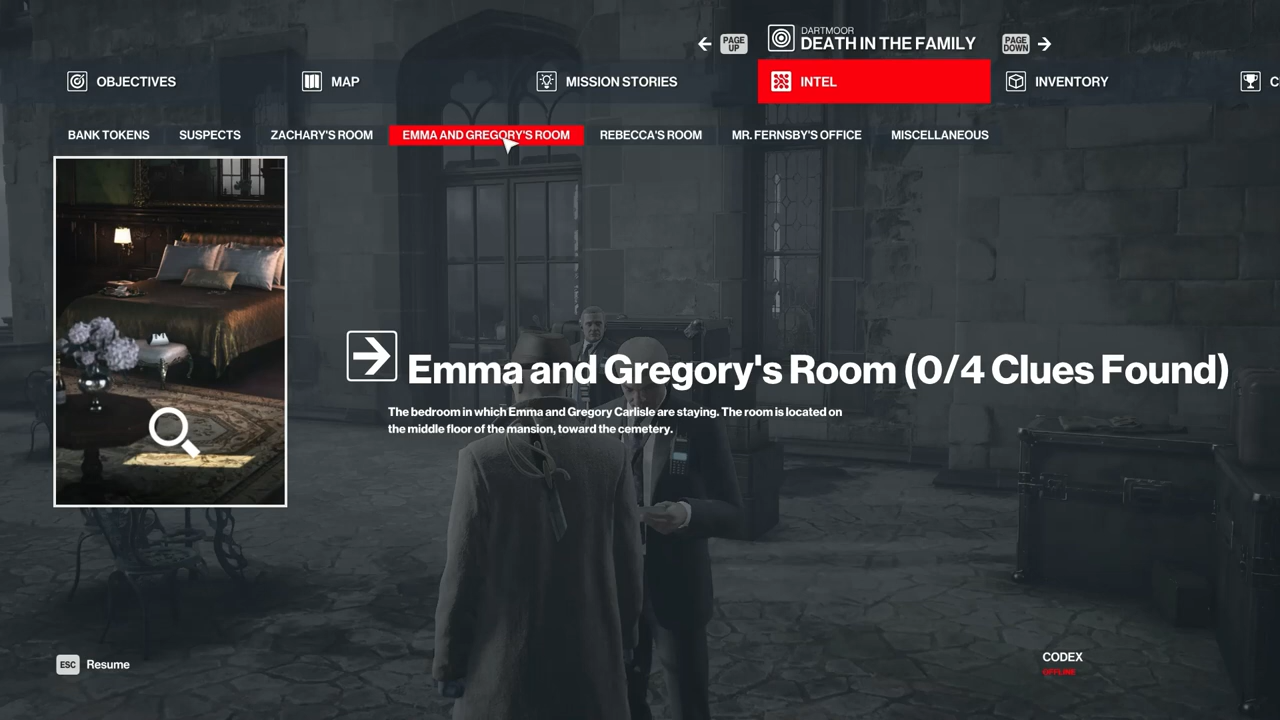 DARTMOOR
PAGE UP
DEATH IN THE FAMILY
PAGE DOWN
OBJECTIVES
MAP
MISSION STORIES
INTEL
INVENTORY
C
BANK TOKENS
SUSPECTS
ZACHARY'S ROOM
EMMA AND GREGORY'S ROOM
REBECCA'S ROOM
MR. FERNSBY'S OFFICE
MISCELLANEOUS
Emma and Gregory's Room (0/4 Clues Found)
The bedroom in which Emma and Gregory Carlisle are staying. The room is located on
the middle floor of the mansion, toward the cemetery.
ESC Resume
CODEX
OFFLINE